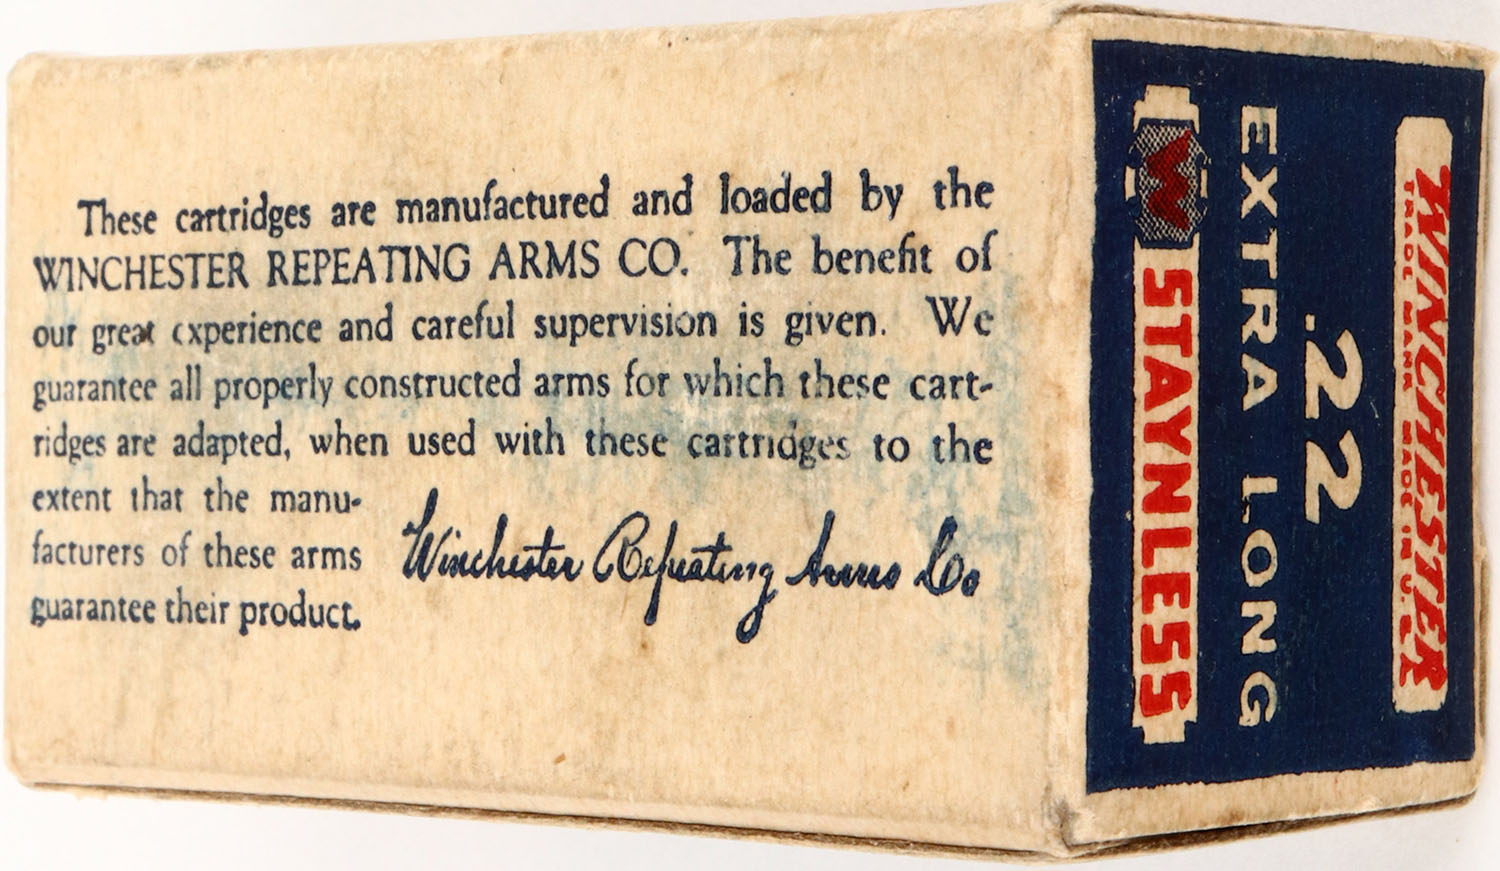 These cartridges are manufactured and loaded by the
WINCHESTER REPEATING ARMS CO. The benefit of
our great experience and careful supervision is given. We
guarantee all properly constructed arms for which these cart-
ridges are adapted, when used with these cartridges to the
extent that the manu-
facturers of these arms
guarantee their product.
Winchester Repeating Arms Co
WINCHESTER
TRADE MARK MADE IN U.S.A.
.22
EXTRA LONG
W STAYNLESS